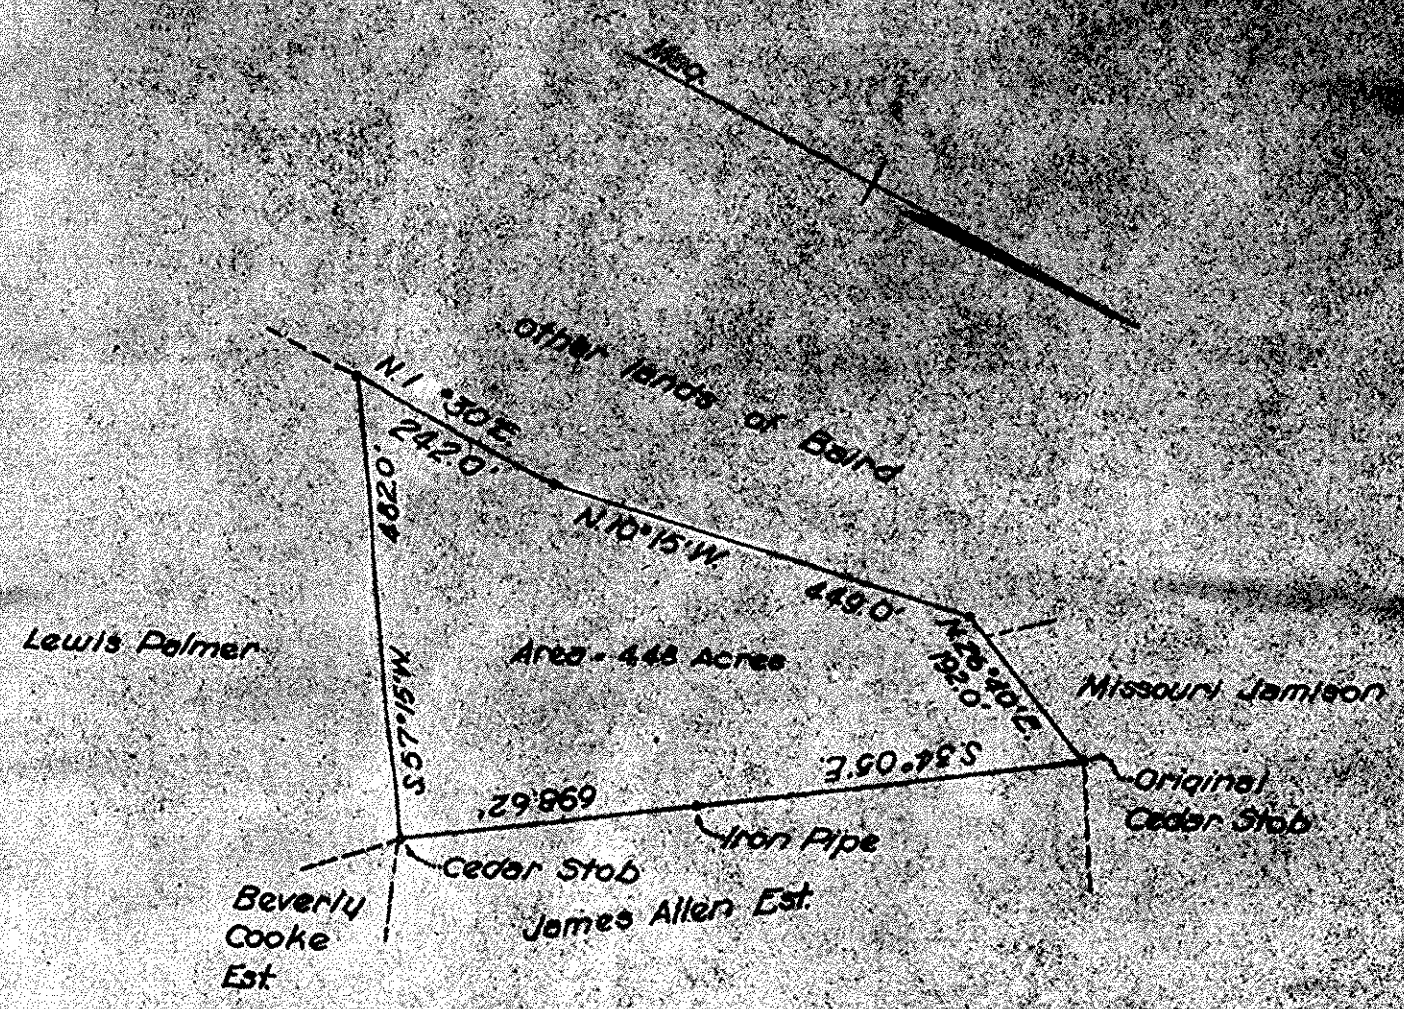 Mag.
other lands of Baird
N. 1°30'E.
242.0'
N. 10°15'W.
449.0'
N. 26°40'E.
192.0'
462.0'
S 57°15'W.
Lewis Palmer
Area = 4.48 Acres
Missouri Jamison
S. 34°05'E.
698.62'
Original
Cedar Stob
Iron Pipe
Cedar Stob
James Allen Est.
Beverly
Cooke
Est.